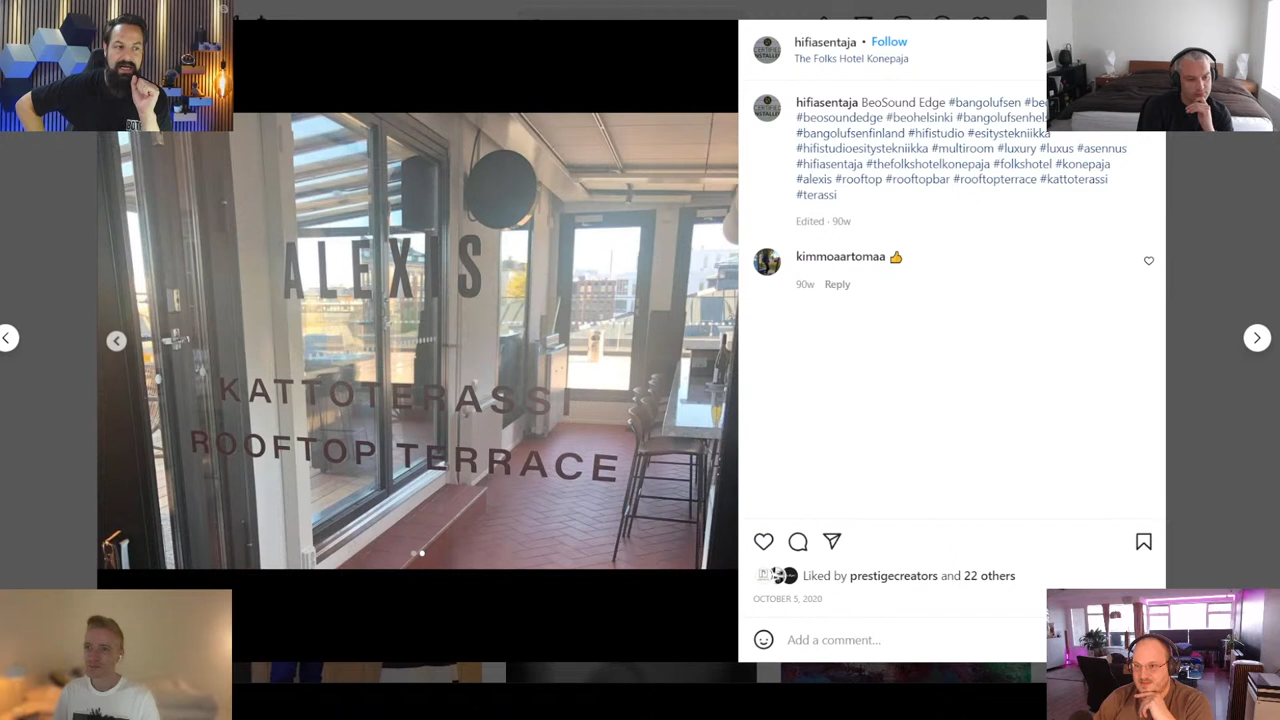 hifiasentaja • Follow
The Folks Hotel Konepaja
hifiasentaja BeoSound Edge #bangolufsen
#beosoundedge #beohelsinki
#bangolufsenfinland #hifistudio #esitystekniikka
#hifistudioesitystekniikka #multiroom #luxury #luxus #asennus
#hifiasentaja #thefolkshotelkonepaja #folkshotel #konepaja
#alexis #rooftop #rooftopbar #rooftopterrace #kattoterassi
#terassi
Edited · 90w
kimmoaartomaa 👍
90w Reply
ALEXIS
KATTOTERASSI
ROOFTOP TERRACE
Liked by prestigecreators and 22 others
OCTOBER 5, 2020
Add a comment...